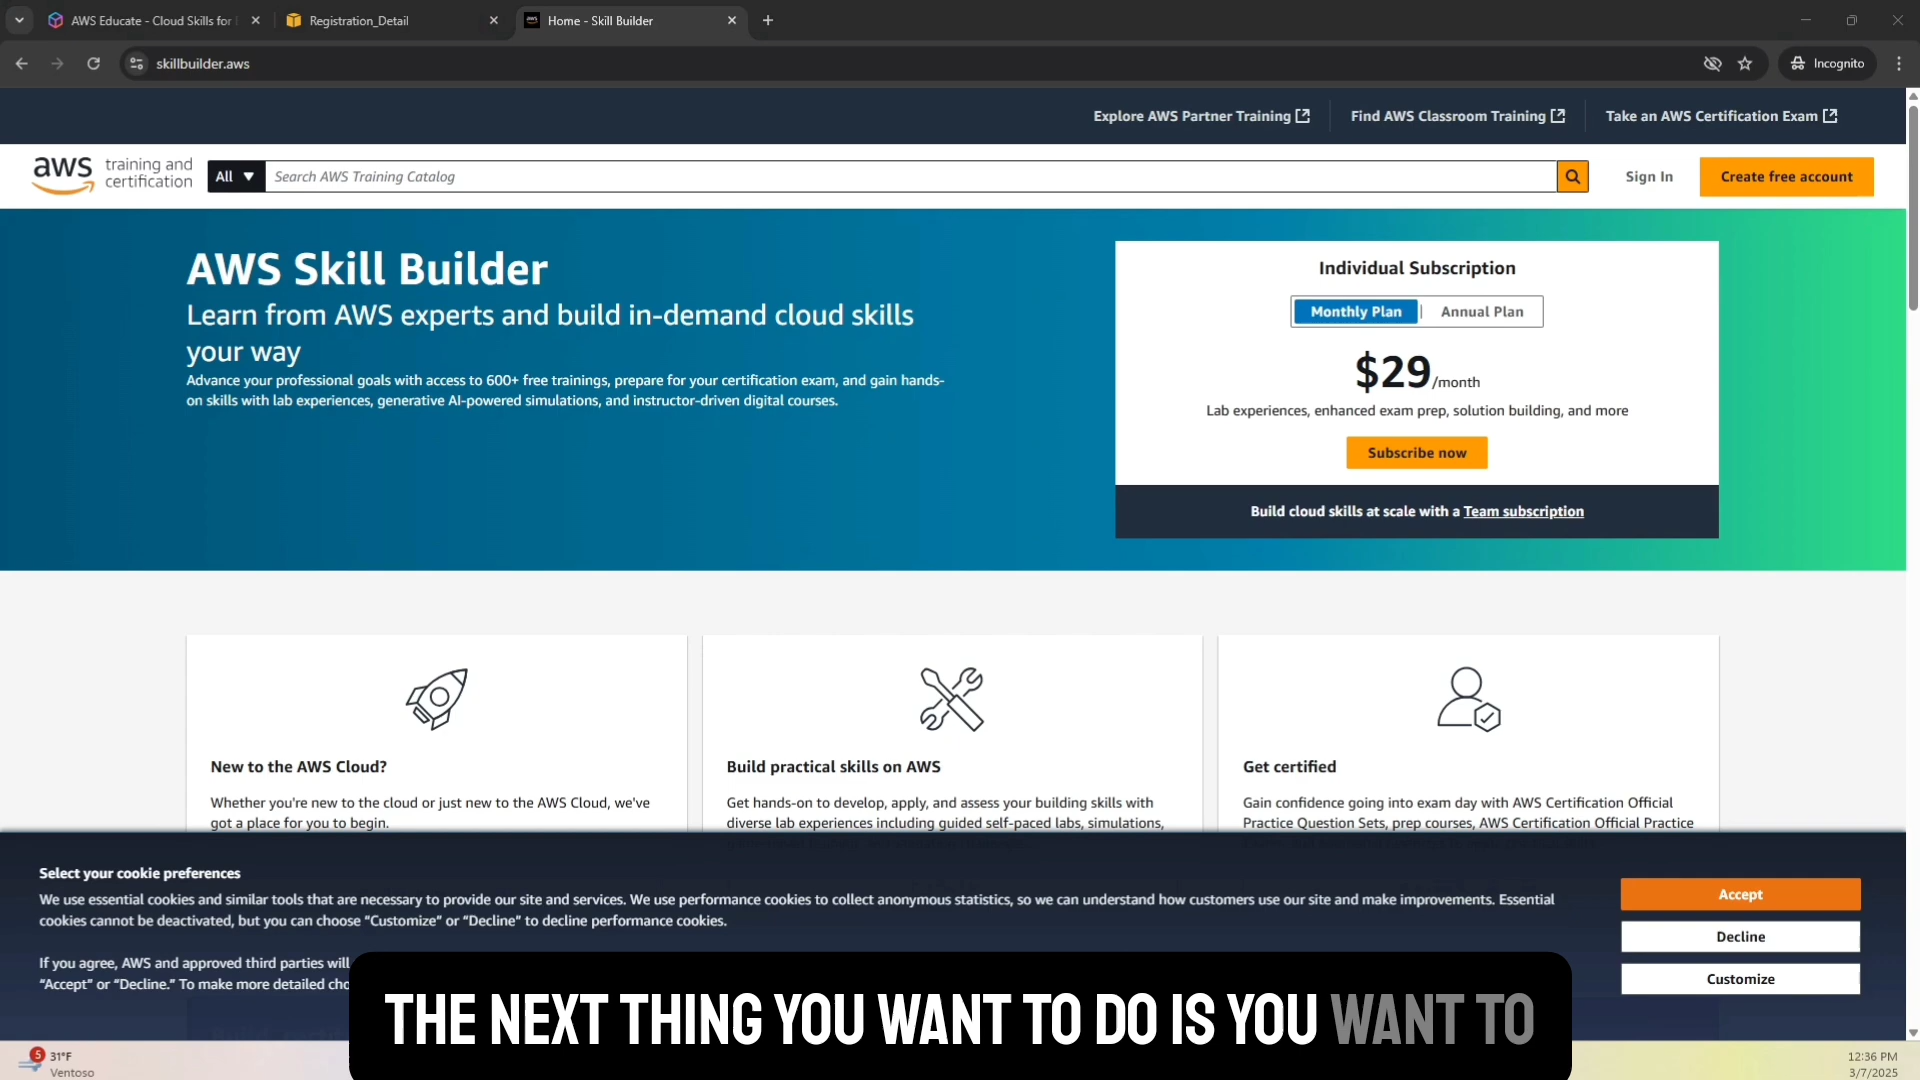 AWS Educate - Cloud Skills for
Registration_Detail
Home - Skill Builder
skillbuilder.aws
Incognito
Explore AWS Partner Training
Find AWS Classroom Training
Take an AWS Certification Exam
aws training and certification
All
Search AWS Training Catalog
Sign In
Create free account
AWS Skill Builder
Learn from AWS experts and build in-demand cloud skills
your way
Advance your professional goals with access to 600+ free trainings, prepare for your certification exam, and gain hands-
on skills with lab experiences, generative AI-powered simulations, and instructor-driven digital courses.
Individual Subscription
Monthly Plan | Annual Plan
$29/month
Lab experiences, enhanced exam prep, solution building, and more
Subscribe now
Build cloud skills at scale with a Team subscription
New to the AWS Cloud?
Whether you're new to the cloud or just new to the AWS Cloud, we've
got a place for you to begin.
Build practical skills on AWS
Get hands-on to develop, apply, and assess your building skills with
diverse lab experiences including guided self-paced labs, simulations,
Get certified
Gain confidence going into exam day with AWS Certification Official
Practice Question Sets, prep courses, AWS Certification Official Practice
Select your cookie preferences
We use essential cookies and similar tools that are necessary to provide our site and services. We use performance cookies to collect anonymous statistics, so we can understand how customers use our site and make improvements. Essential
cookies cannot be deactivated, but you can choose “Customize” or “Decline” to decline performance cookies.
If you agree, AWS and approved third parties will
“Accept” or “Decline.” To make more detailed cho
Accept
Decline
Customize
THE NEXT THING YOU WANT TO DO IS YOU WANT TO
5
31°F
Ventoso
12:36 PM
3/7/2025